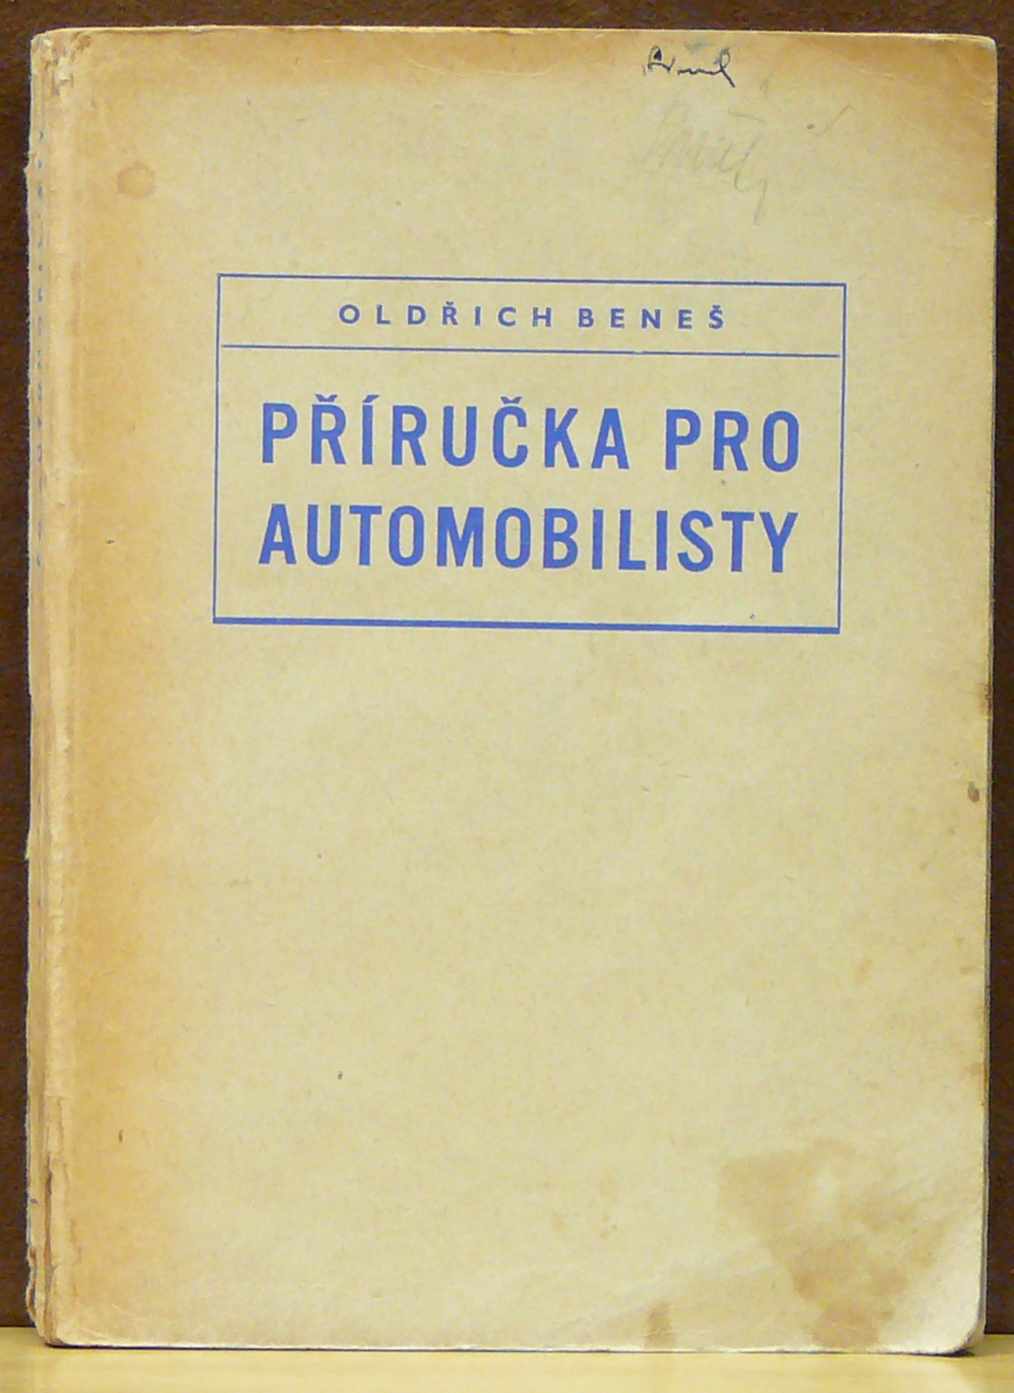 OLDŘICH BENEŠ
PŘÍRUČKA PRO
AUTOMOBILISTY